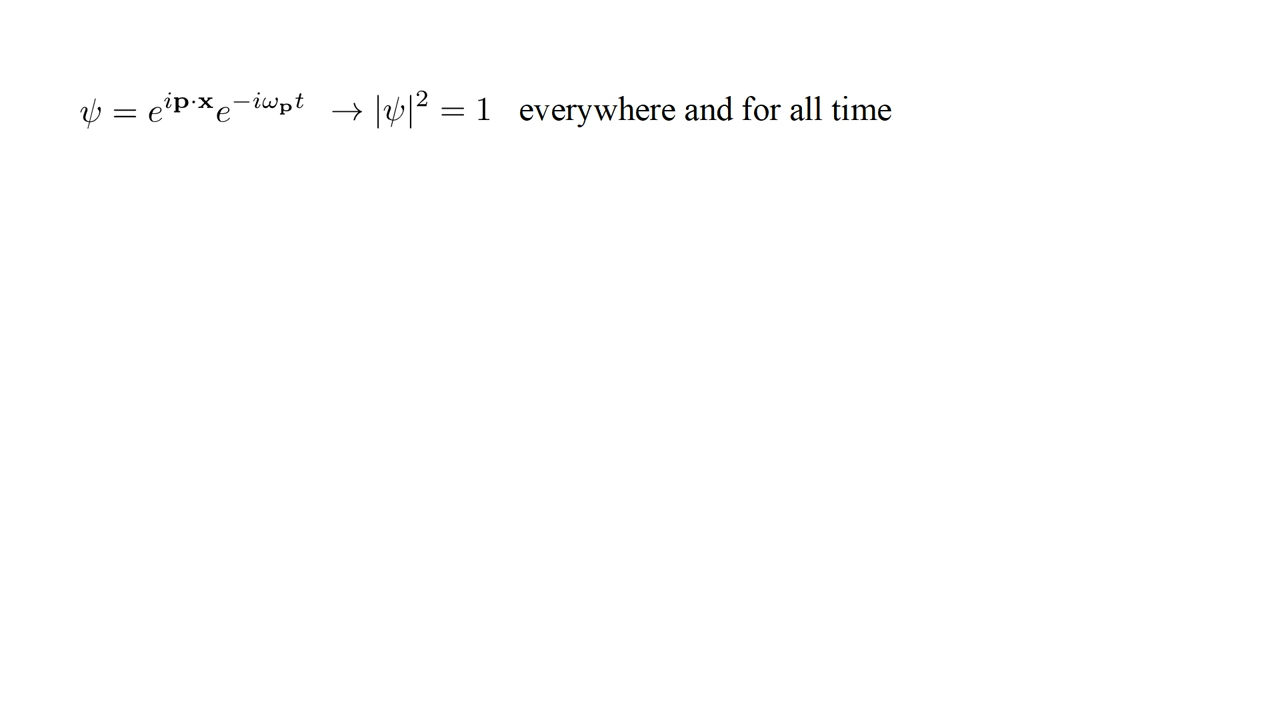 ψ = e^{i𝐩·𝐱}e^{−iω_𝐩t} → |ψ|² = 1 everywhere and for all time